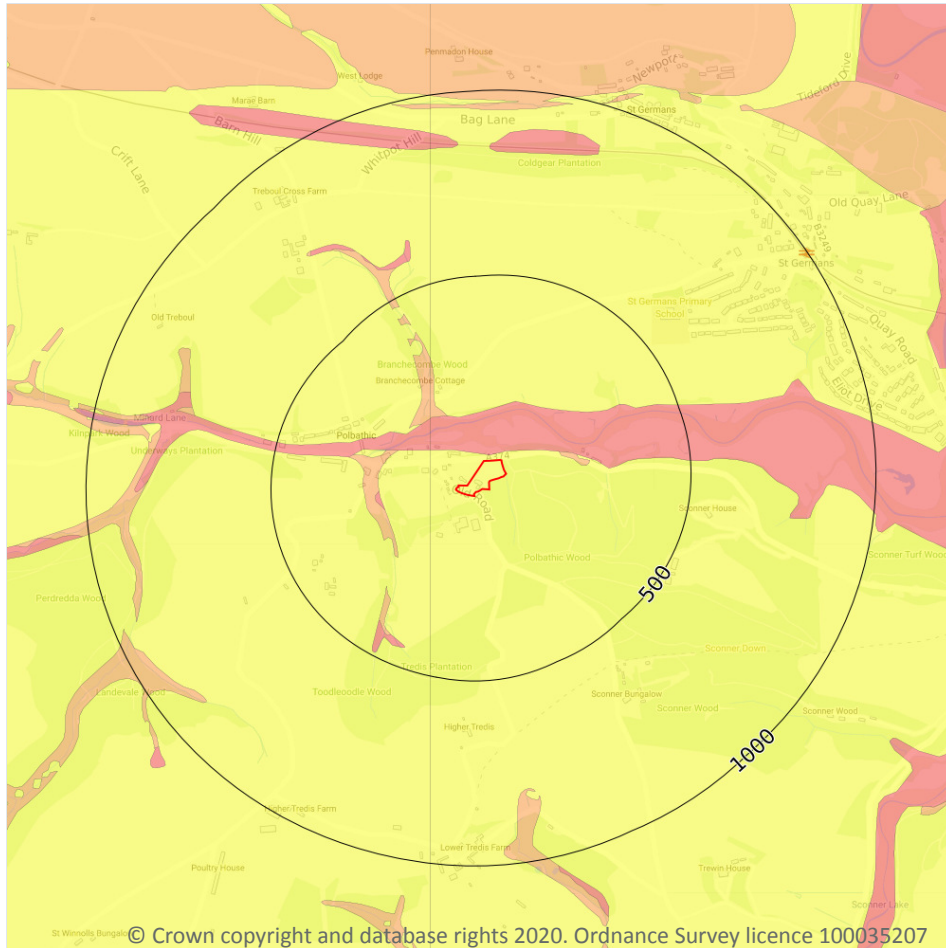 Penmadon House
Newport
Tideford Drive
West Lodge
Marae Barn
St Germans
Bag Lane
Barn Hill
Whitpot Hill
Coldgear Plantation
Crift Lane
Treboul Cross Farm
Old Quay Lane
B3249
St Germans
St Germans Primary
School
Old Treboul
Quay Road
Branchecombe Wood
Branchecombe Cottage
Eliot Drive
Milford Lane
Kilnpark Wood
Polbathic
Underways Plantation
A374
Road
Sconner House
Polbathic Wood
Sconner Turf Wood
500
Perdredda Wood
Sconner Down
Tredis Plantation
Landevale Wood
Toodleoodle Wood
Sconner Bungalow
Sconner Wood
Sconner Wood
Higher Tredis
1000
Higher Tredis Farm
Lower Tredis Farm
Poultry House
Trewin House
Sconner Lake
St Winnolls Bungalow
© Crown copyright and database rights 2020. Ordnance Survey licence 100035207